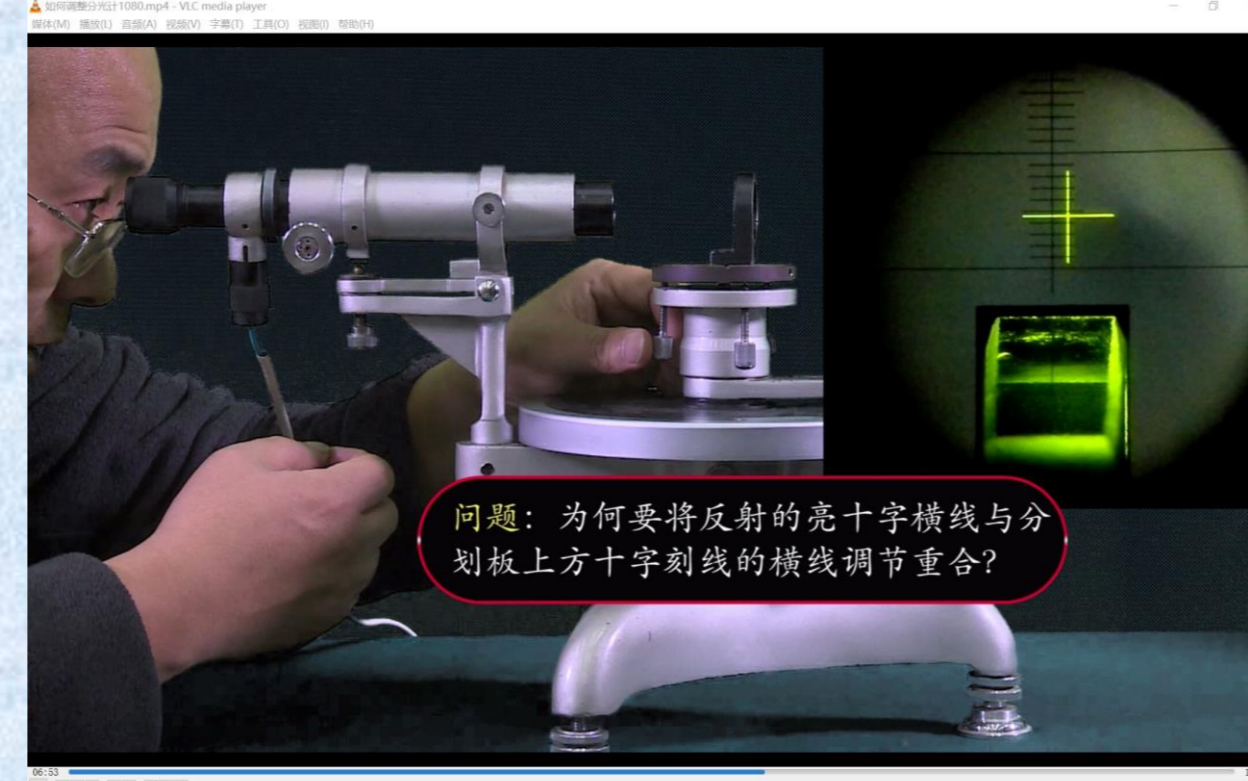 如何调整分光计1080.mp4 - VLC media player
媒体(M) 播放(L) 音频(A) 视频(V) 字幕(T) 工具(O) 视图(I) 帮助(H)
问题：为何要将反射的亮十字横线与分
划板上方十字刻线的横线调节重合?
06:53